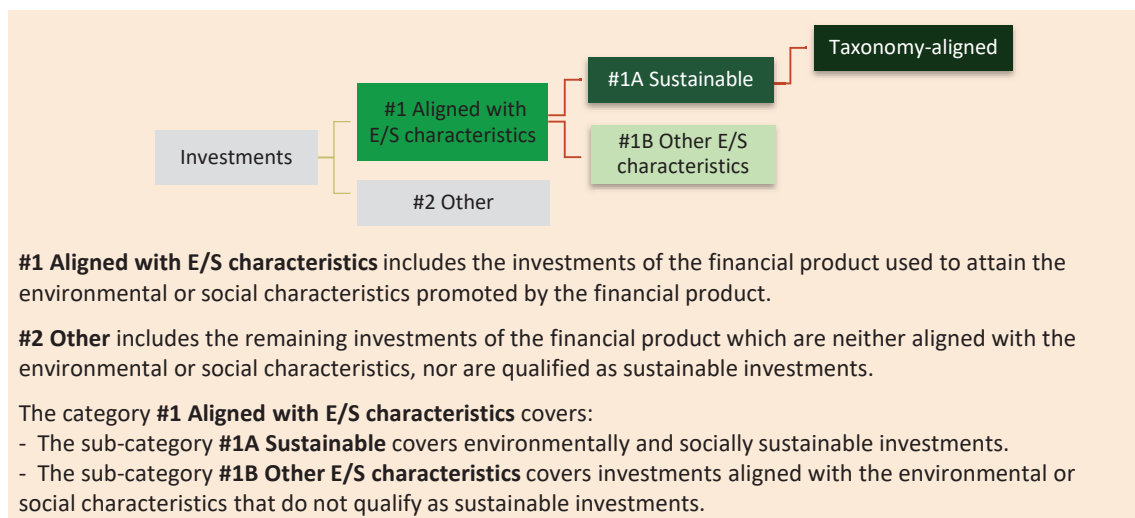 Taxonomy-aligned
#1A Sustainable
#1 Aligned with
E/S characteristics
#1B Other E/S
characteristics
Investments
#2 Other
#1 Aligned with E/S characteristics includes the investments of the financial product used to attain the
environmental or social characteristics promoted by the financial product.
#2 Other includes the remaining investments of the financial product which are neither aligned with the
environmental or social characteristics, nor are qualified as sustainable investments.
The category #1 Aligned with E/S characteristics covers:
- The sub-category #1A Sustainable covers environmentally and socially sustainable investments.
- The sub-category #1B Other E/S characteristics covers investments aligned with the environmental or
social characteristics that do not qualify as sustainable investments.